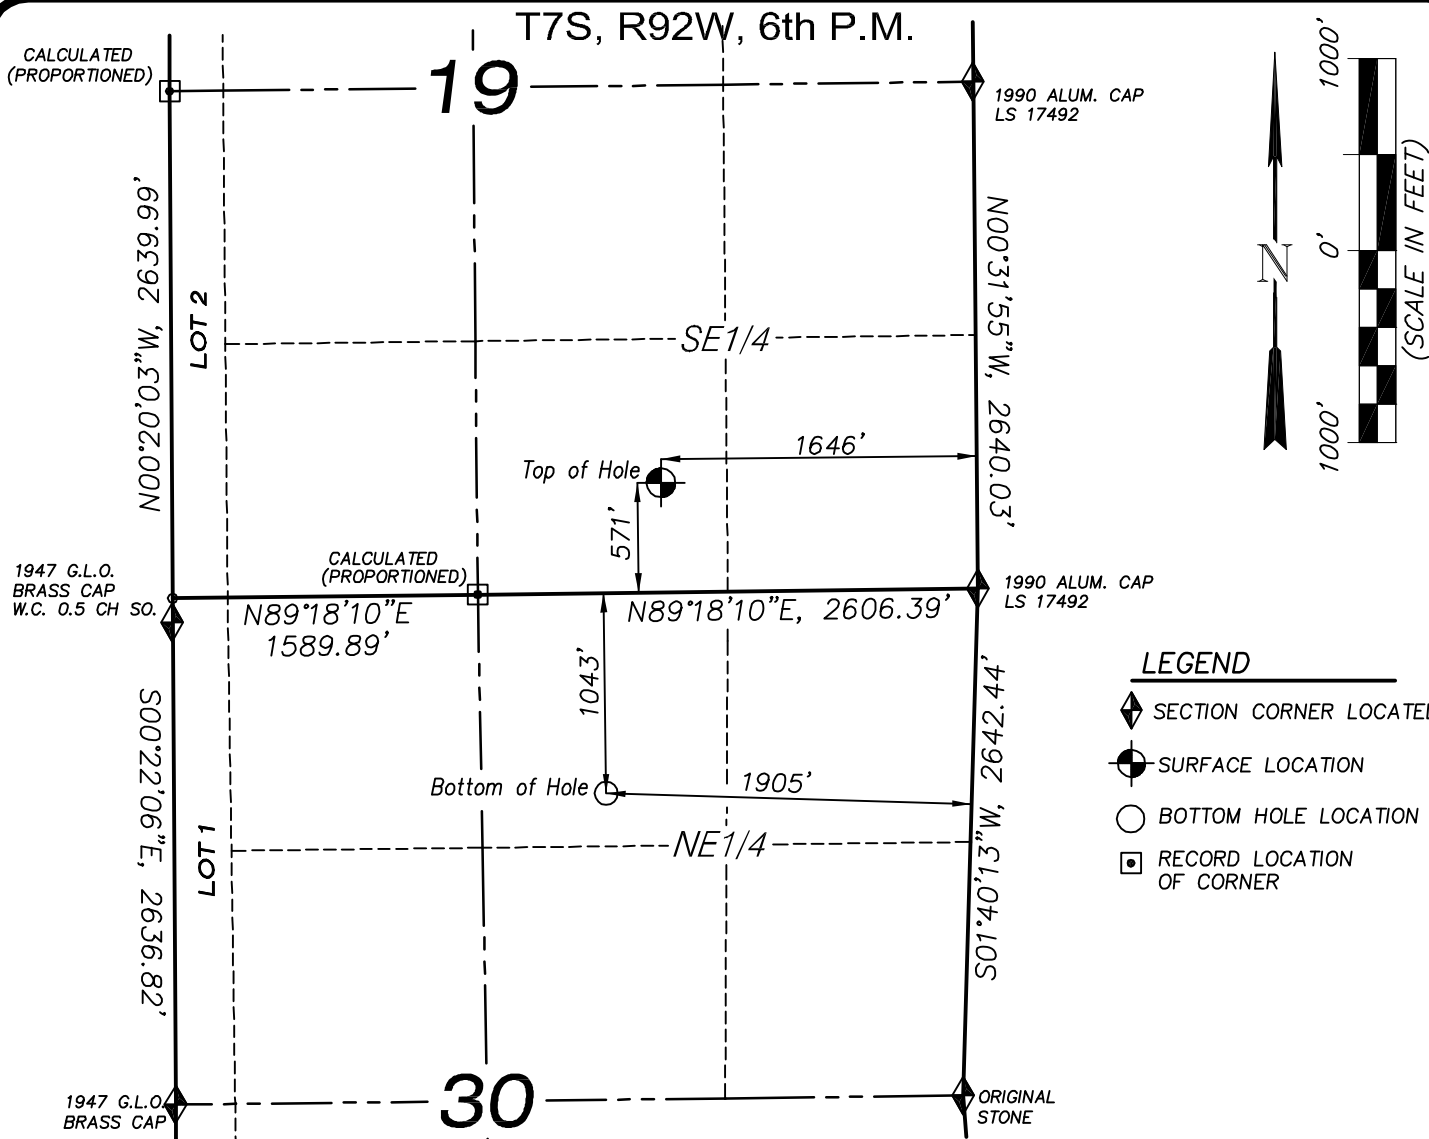 T7S, R92W, 6th P.M.
CALCULATED
(PROPORTIONED)
19
1990 ALUM. CAP
LS 17492
1000'
0'
1000'
(SCALE IN FEET)
N
N00°20'03"W, 2639.99'
LOT 2
N00°31'55"W, 2640.03'
SE1/4
1646'
Top of Hole
571'
CALCULATED
(PROPORTIONED)
1947 G.L.O.
BRASS CAP
W.C. 0.5 CH SO.
N89°18'10"E
1589.89'
N89°18'10"E, 2606.39'
1990 ALUM. CAP
LS 17492
1043'
S00°22'06"E, 2636.82'
LOT 1
Bottom of Hole
1905'
S01°40'13"W, 2642.44'
NE1/4
LEGEND
SECTION CORNER LOCATED
SURFACE LOCATION
BOTTOM HOLE LOCATION
RECORD LOCATION
OF CORNER
1947 G.L.O.
BRASS CAP
30
ORIGINAL
STONE